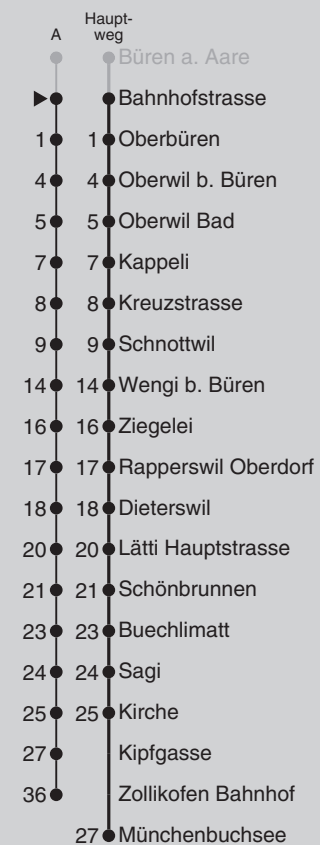 A Haupt-
weg
Büren a. Aare
Bahnhofstrasse
1 1 Oberbüren
4 4 Oberwil b. Büren
5 5 Oberwil Bad
7 7 Kappeli
8 8 Kreuzstrasse
9 9 Schnottwil
14 14 Wengi b. Büren
16 16 Ziegelei
17 17 Rapperswil Oberdorf
18 18 Dieterswil
20 20 Lätti Hauptstrasse
21 21 Schönbrunnen
23 23 Buechlimatt
24 24 Sagi
25 25 Kirche
27 Kipfgasse
36 Zollikofen Bahnhof
27 Münchenbuchsee